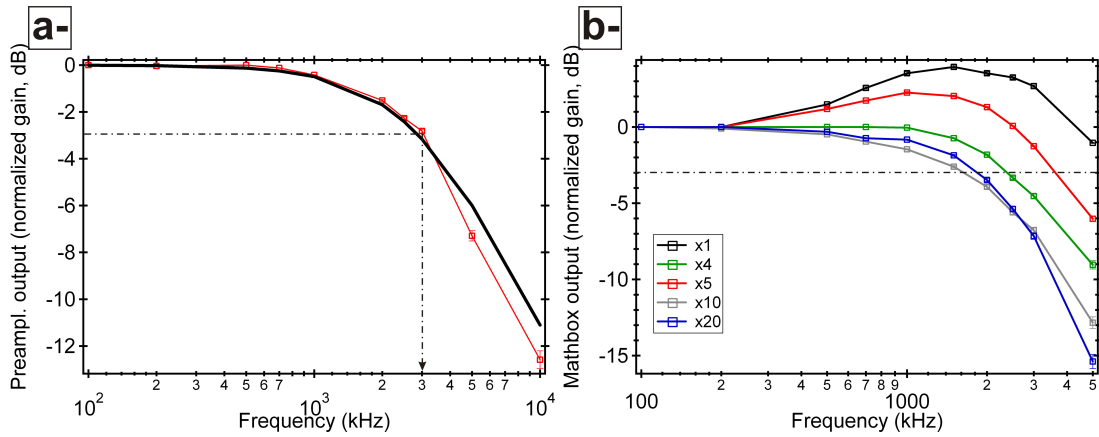 a-
Preampl. output (normalized gain, dB)
0
-2
-4
-6
-8
-10
-12
2 3 4 5 6 7 2 3 4 5 6 7
10² 10³ 10⁴
Frequency (kHz)
b-
Mathbox output (normalized gain, dB)
0
-5
-10
-15
x1
x4
x5
x10
x20
2 3 4 5 6 7 8 9 2 3 4 5
100 1000
Frequency (kHz)